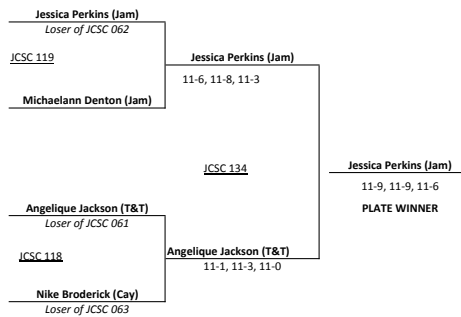 Jessica Perkins (Jam)
Loser of JCSC 062
JCSC 119
Jessica Perkins (Jam)
11-6, 11-8, 11-3
Michaelann Denton (Jam)
JCSC 134
Jessica Perkins (Jam)
11-9, 11-9, 11-6
PLATE WINNER
Angelique Jackson (T&T)
Loser of JCSC 061
JCSC 118
Angelique Jackson (T&T)
11-1, 11-3, 11-0
Nike Broderick (Cay)
Loser of JCSC 063